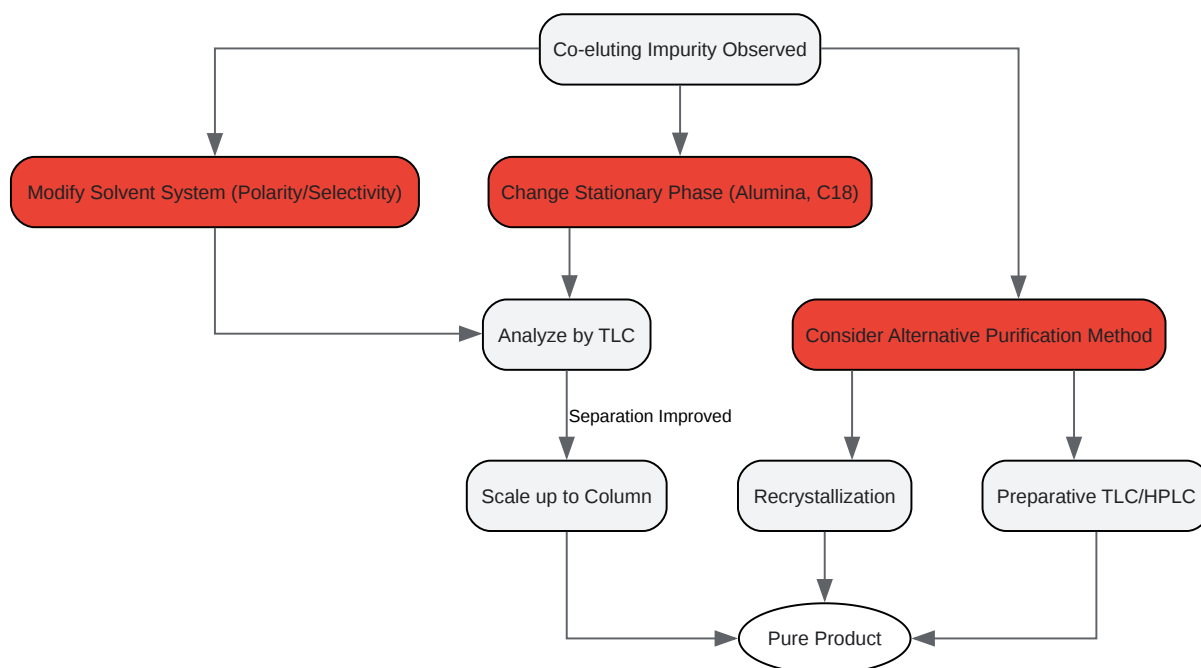 Co-eluting Impurity Observed
Modify Solvent System (Polarity/Selectivity)
Change Stationary Phase (Alumina, C18)
Analyze by TLC
Consider Alternative Purification Method
Separation Improved
Scale up to Column
Recrystallization
Preparative TLC/HPLC
Pure Product